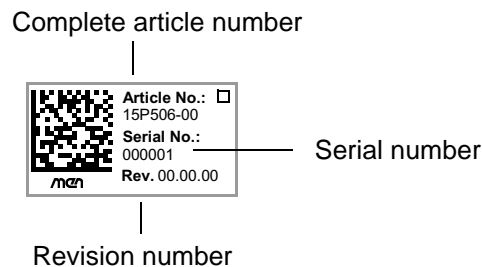 Complete article number
Article No.:
15P506-00
Serial No.:
000001
Rev. 00.00.00
men
Serial number
Revision number